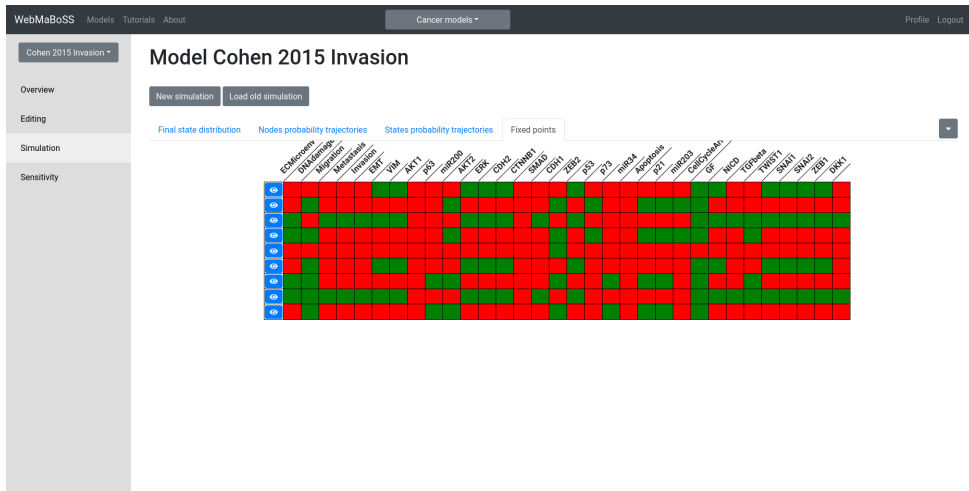 WebMaBoSS Models Tutorials About Cancer models Profile Logout
Cohen 2015 Invasion
Overview
Editing
Simulation
Sensitivity
Model Cohen 2015 Invasion
New simulation Load old simulation
Final state distribution Nodes probability trajectories States probability trajectories Fixed points
ECMicroenv DNAdamag Migration Metastasis Invasion EMT VIM AKT1 p63 miR200 AKT2 ERK CDH2 CTNNB1 SMAD CDH1 ZEB2 p53 p73 miR34 Apoptosis p21 miR203 CellCycleAr GF NICD TGFbeta TWIST1 SNAI1 SNAI2 ZEB1 DKK1